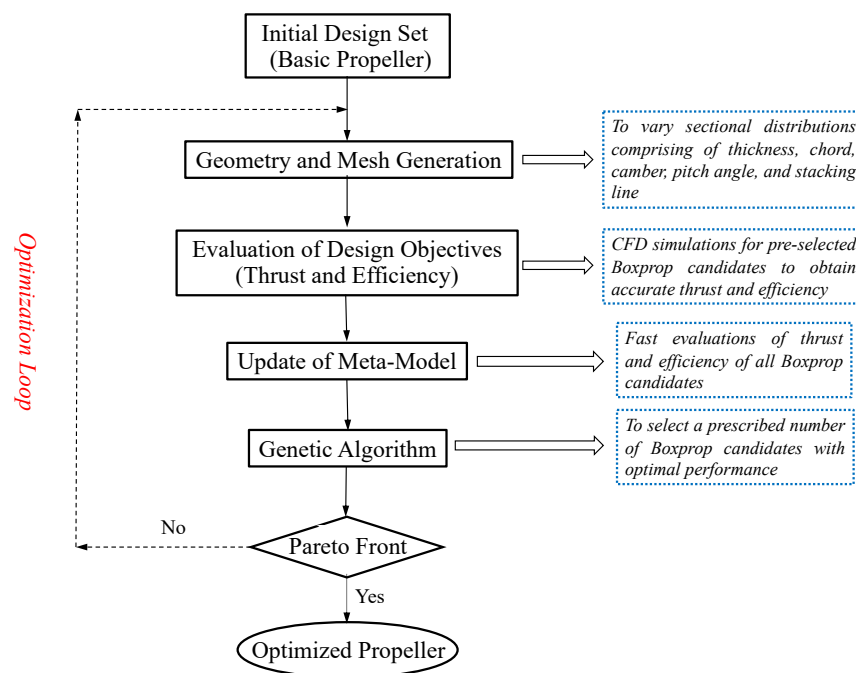 Initial Design Set
(Basic Propeller)
Geometry and Mesh Generation
To vary sectional distributions
comprising of thickness, chord,
camber, pitch angle, and stacking
line
Evaluation of Design Objectives
(Thrust and Efficiency)
CFD simulations for pre-selected
Boxprop candidates to obtain
accurate thrust and efficiency
Optimization Loop
Update of Meta-Model
Fast evaluations of thrust
and efficiency of all Boxprop
candidates
Genetic Algorithm
To select a prescribed number
of Boxprop candidates with
optimal performance
No
Pareto Front
Yes
Optimized Propeller